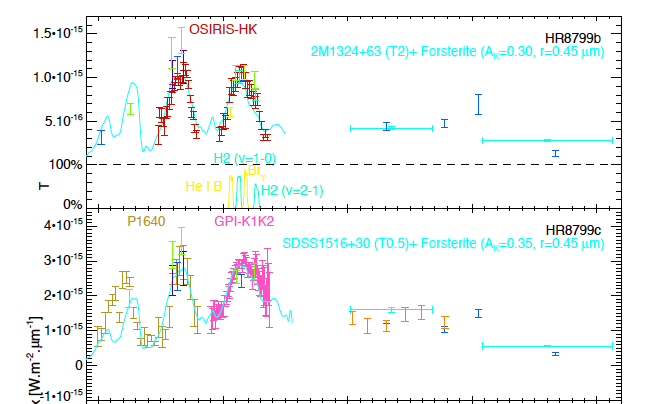 1.5•10⁻¹⁵
OSIRIS-HK
HR8799b
2M1324+63 (T2)+ Forsterite (Aₖ=0.30, r=0.45 μm)
1.0•10⁻¹⁵
5.0•10⁻¹⁶
H2 (v=1-0)
100%
T
He I B
Brγ
H2 (v=2-1)
0%
P1640
GPI-K1K2
HR8799c
4•10⁻¹⁵
SDSS1516+30 (T0.5)+ Forsterite (Aₖ=0.35, r=0.45 μm)
3•10⁻¹⁵
2•10⁻¹⁵
1•10⁻¹⁵
0
-1•10⁻¹⁵
[W.m⁻².μm⁻¹]